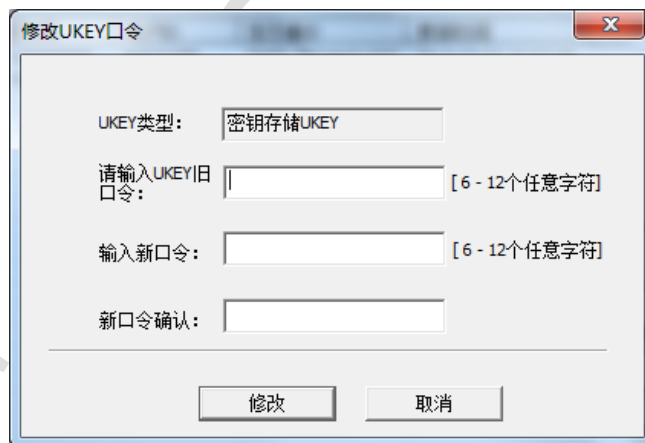 修改UKEY口令
UKEY类型：
密钥存储UKEY
请输入UKEY旧
口令：
[6 - 12个任意字符]
输入新口令：
[6 - 12个任意字符]
新口令确认：
修改
取消